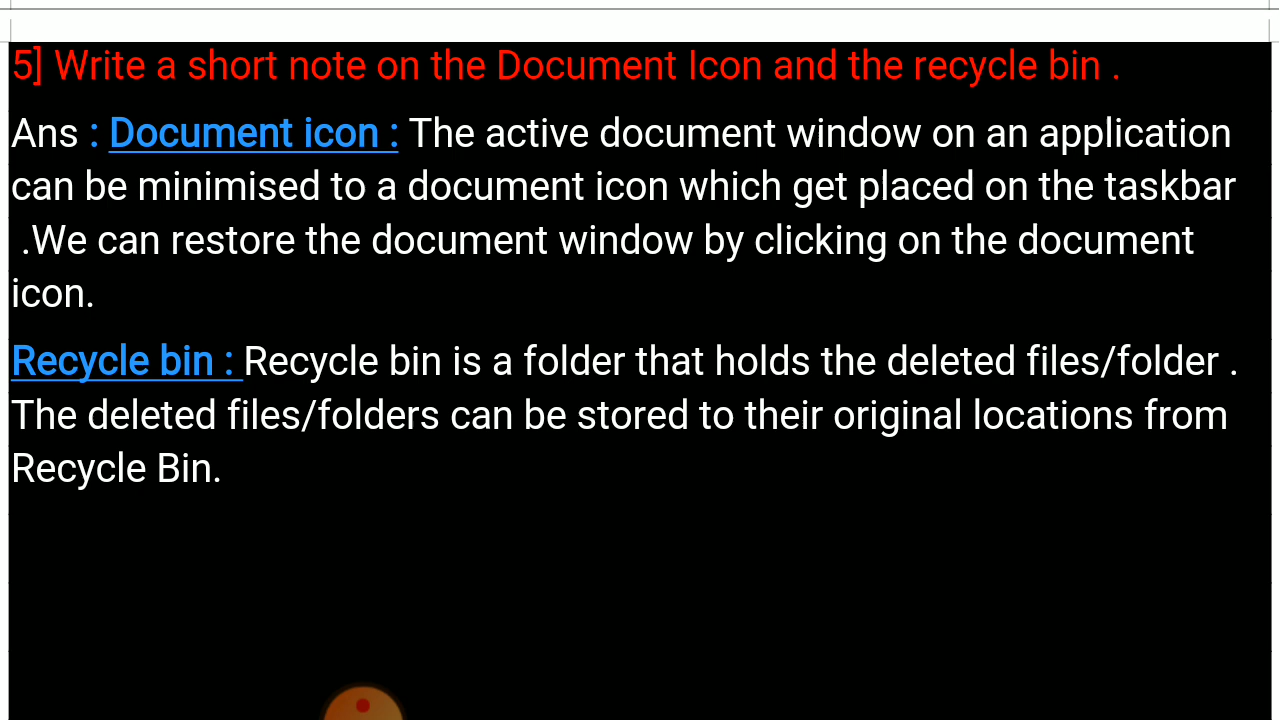 5] Write a short note on the Document Icon and the recycle bin .
Ans : Document icon : The active document window on an application
can be minimised to a document icon which get placed on the taskbar
.We can restore the document window by clicking on the document
icon.
Recycle bin : Recycle bin is a folder that holds the deleted files/folder .
The deleted files/folders can be stored to their original locations from
Recycle Bin.